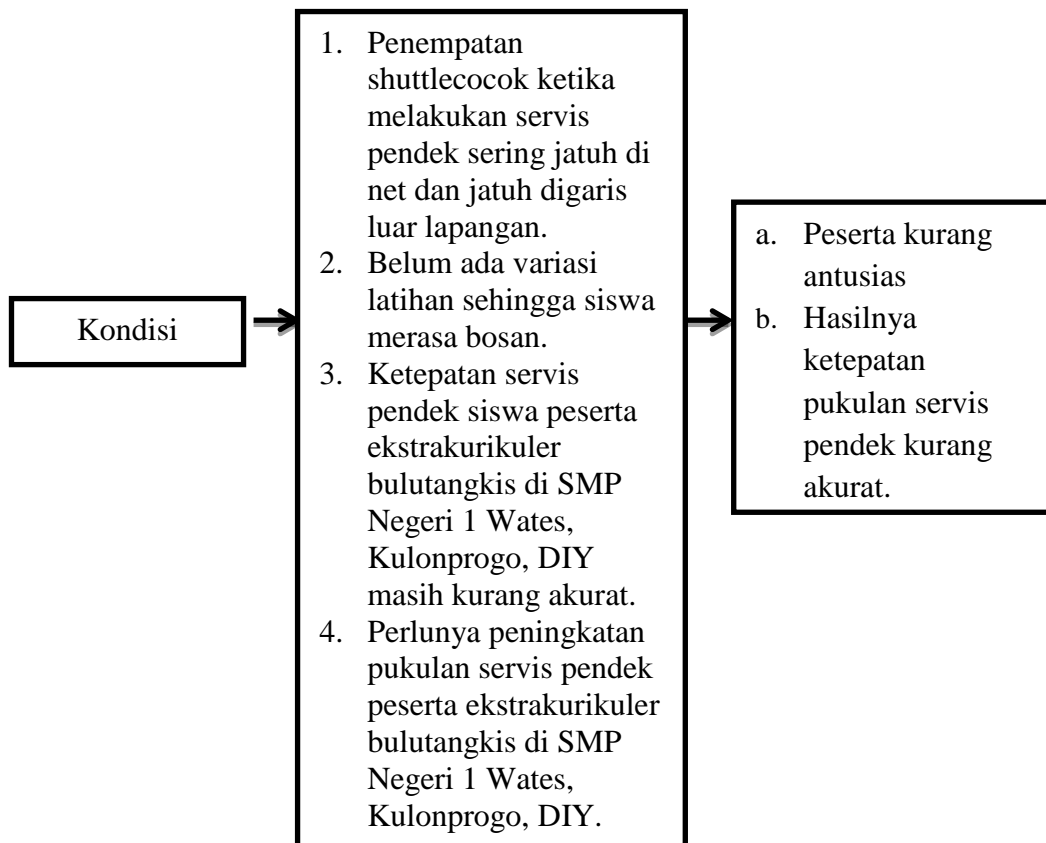 Kondisi
1. Penempatan
shuttlecocok ketika
melakukan servis
pendek sering jatuh di
net dan jatuh digaris
luar lapangan.
2. Belum ada variasi
latihan sehingga siswa
merasa bosan.
3. Ketepatan servis
pendek siswa peserta
ekstrakurikuler
bulutangkis di SMP
Negeri 1 Wates,
Kulonprogo, DIY
masih kurang akurat.
4. Perlunya peningkatan
pukulan servis pendek
peserta ekstrakurikuler
bulutangkis di SMP
Negeri 1 Wates,
Kulonprogo, DIY.
a. Peserta kurang
antusias
b. Hasilnya
ketepatan
pukulan servis
pendek kurang
akurat.